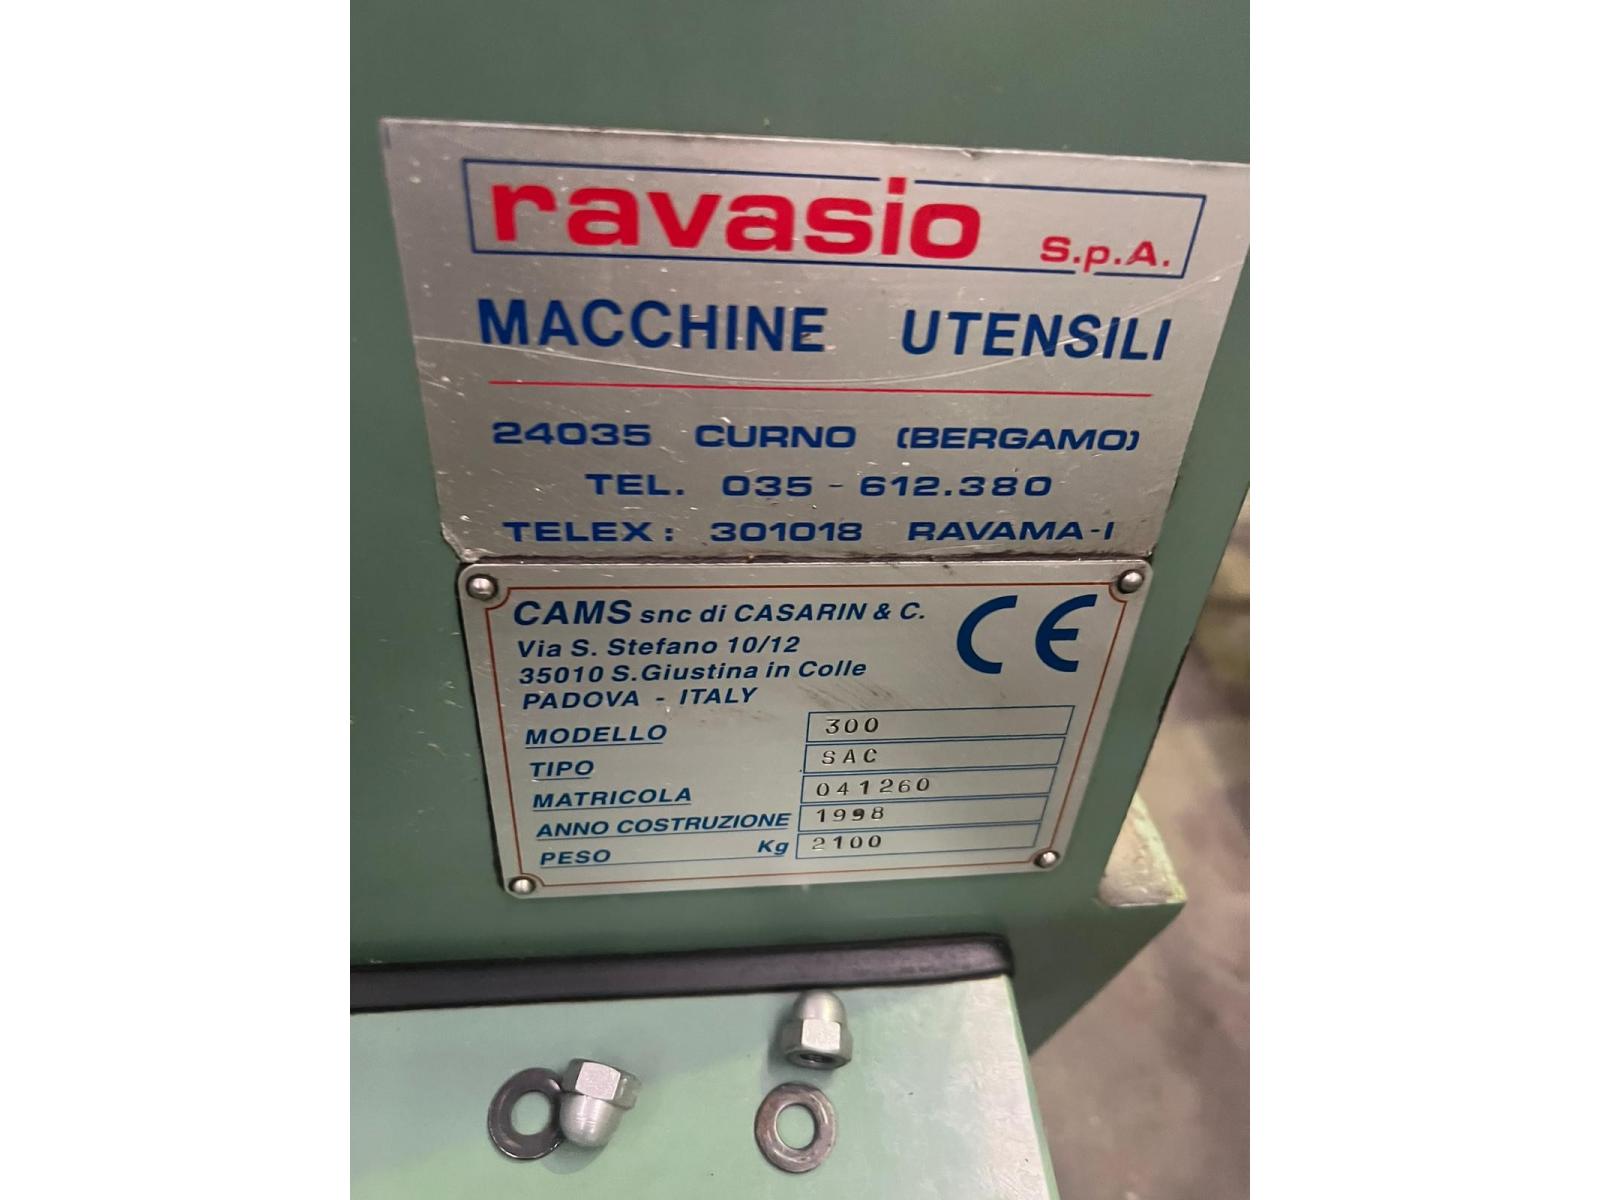 ravasio S.p.A.
MACCHINE UTENSILI
24035 CURNO (BERGAMO)
TEL. 035 - 612.380
TELEX: 301018 RAVAMA-I
CAMS snc di CASARIN & C.
CE
Via S. Stefano 10/12
35010 S.Giustina in Colle
PADOVA - ITALY
MODELLO 300
TIPO SAC
MATRICOLA 041260
ANNO COSTRUZIONE 1998
PESO Kg 2100